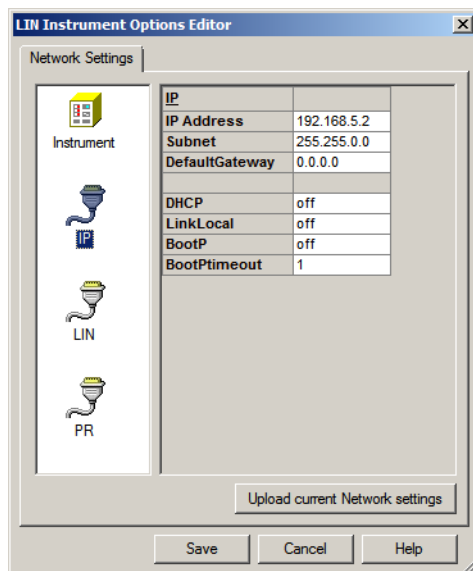 LIN Instrument Options Editor
Network Settings
Instrument
IP
LIN
PR
IP
IP Address 192.168.5.2
Subnet 255.255.0.0
DefaultGateway 0.0.0.0
DHCP off
LinkLocal off
BootP off
BootPtimeout 1
Upload current Network settings
Save Cancel Help